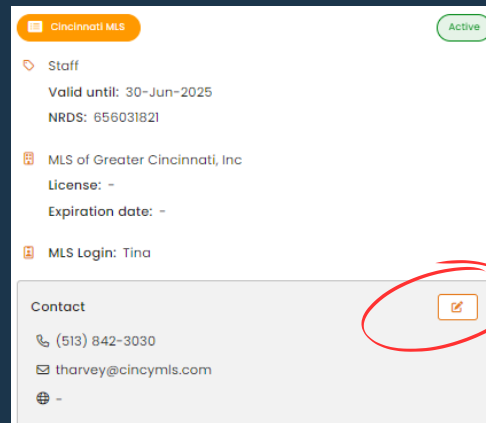 Cincinnati MLS
Active
Staff
Valid until: 30-Jun-2025
NRDS: 656031821
MLS of Greater Cincinnati, Inc
License: -
Expiration date: -
MLS Login: Tina
Contact
(513) 842-3030
tharvey@cincymls.com
-